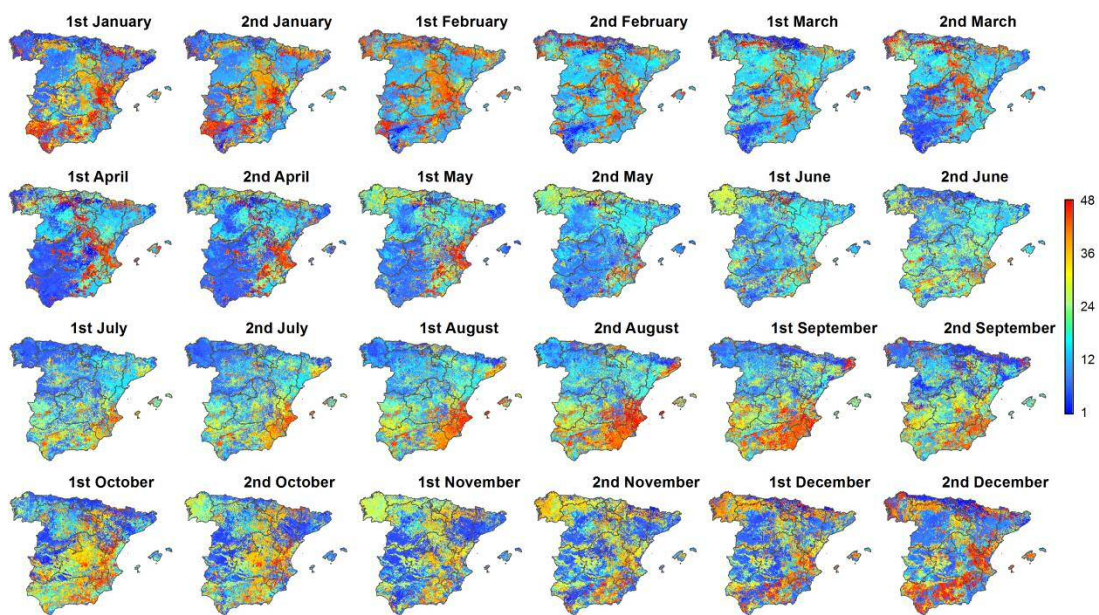 1st January 2nd January 1st February 2nd February 1st March 2nd March
1st April 2nd April 1st May 2nd May 1st June 2nd June
48
36
24
12
1
1st July 2nd July 1st August 2nd August 1st September 2nd September
1st October 2nd October 1st November 2nd November 1st December 2nd December